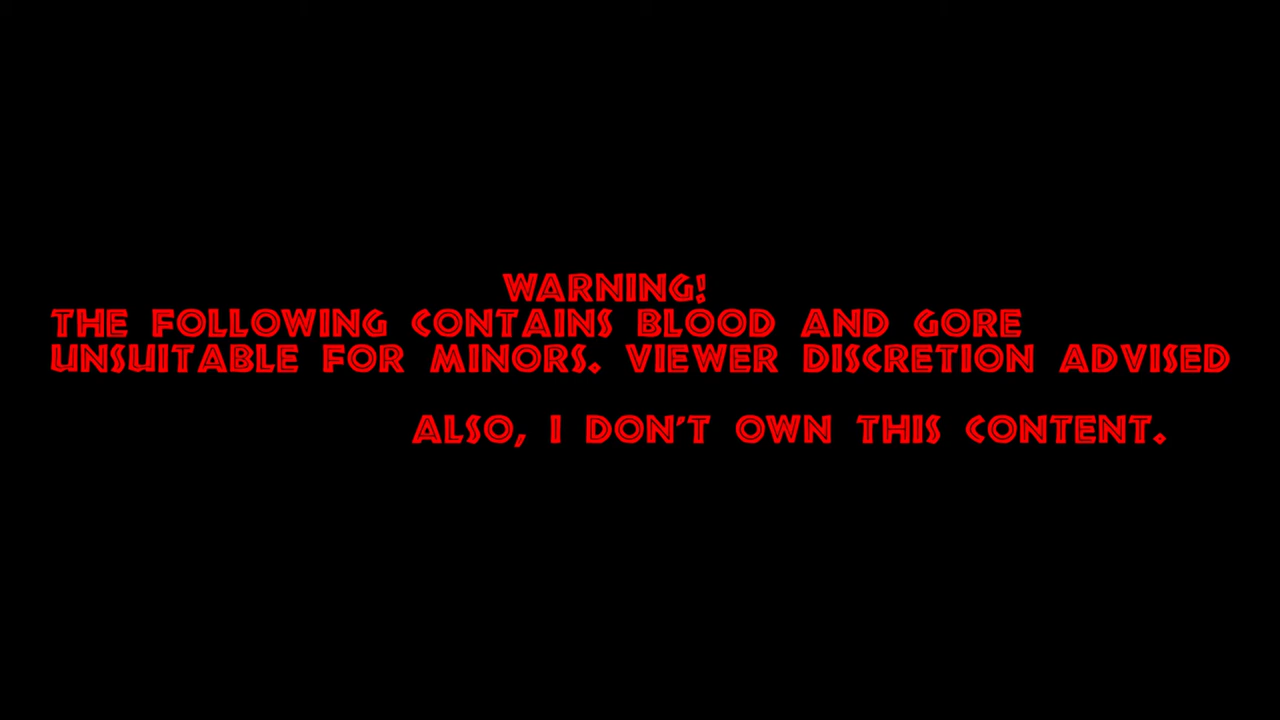 WARNING!
THE FOLLOWING CONTAINS BLOOD AND GORE
UNSUITABLE FOR MINORS. VIEWER DISCRETION ADVISED
ALSO, I DON'T OWN THIS CONTENT.